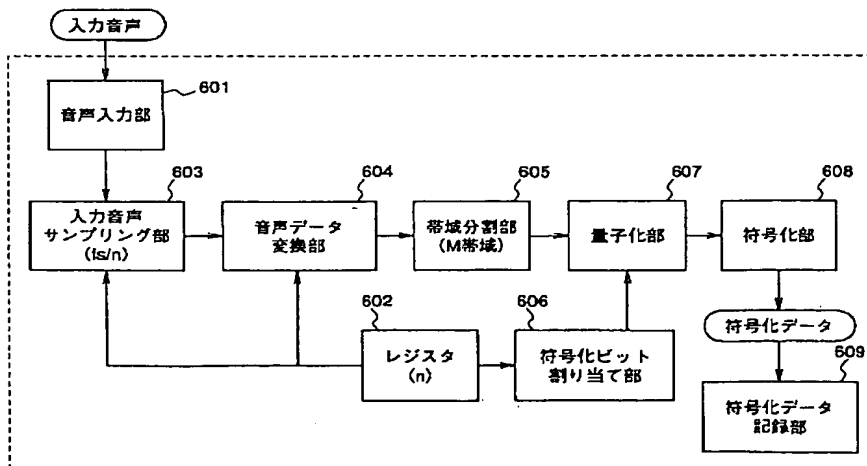 入力音声
601
音声入力部
603
入力音声
サンプリング部
(fs/n)
604
音声データ
変換部
605
帯域分割部
(M帯域)
607
量子化部
608
符号化部
602
レジスタ
(n)
606
符号化ビット
割り当て部
符号化データ
609
符号化データ
記録部